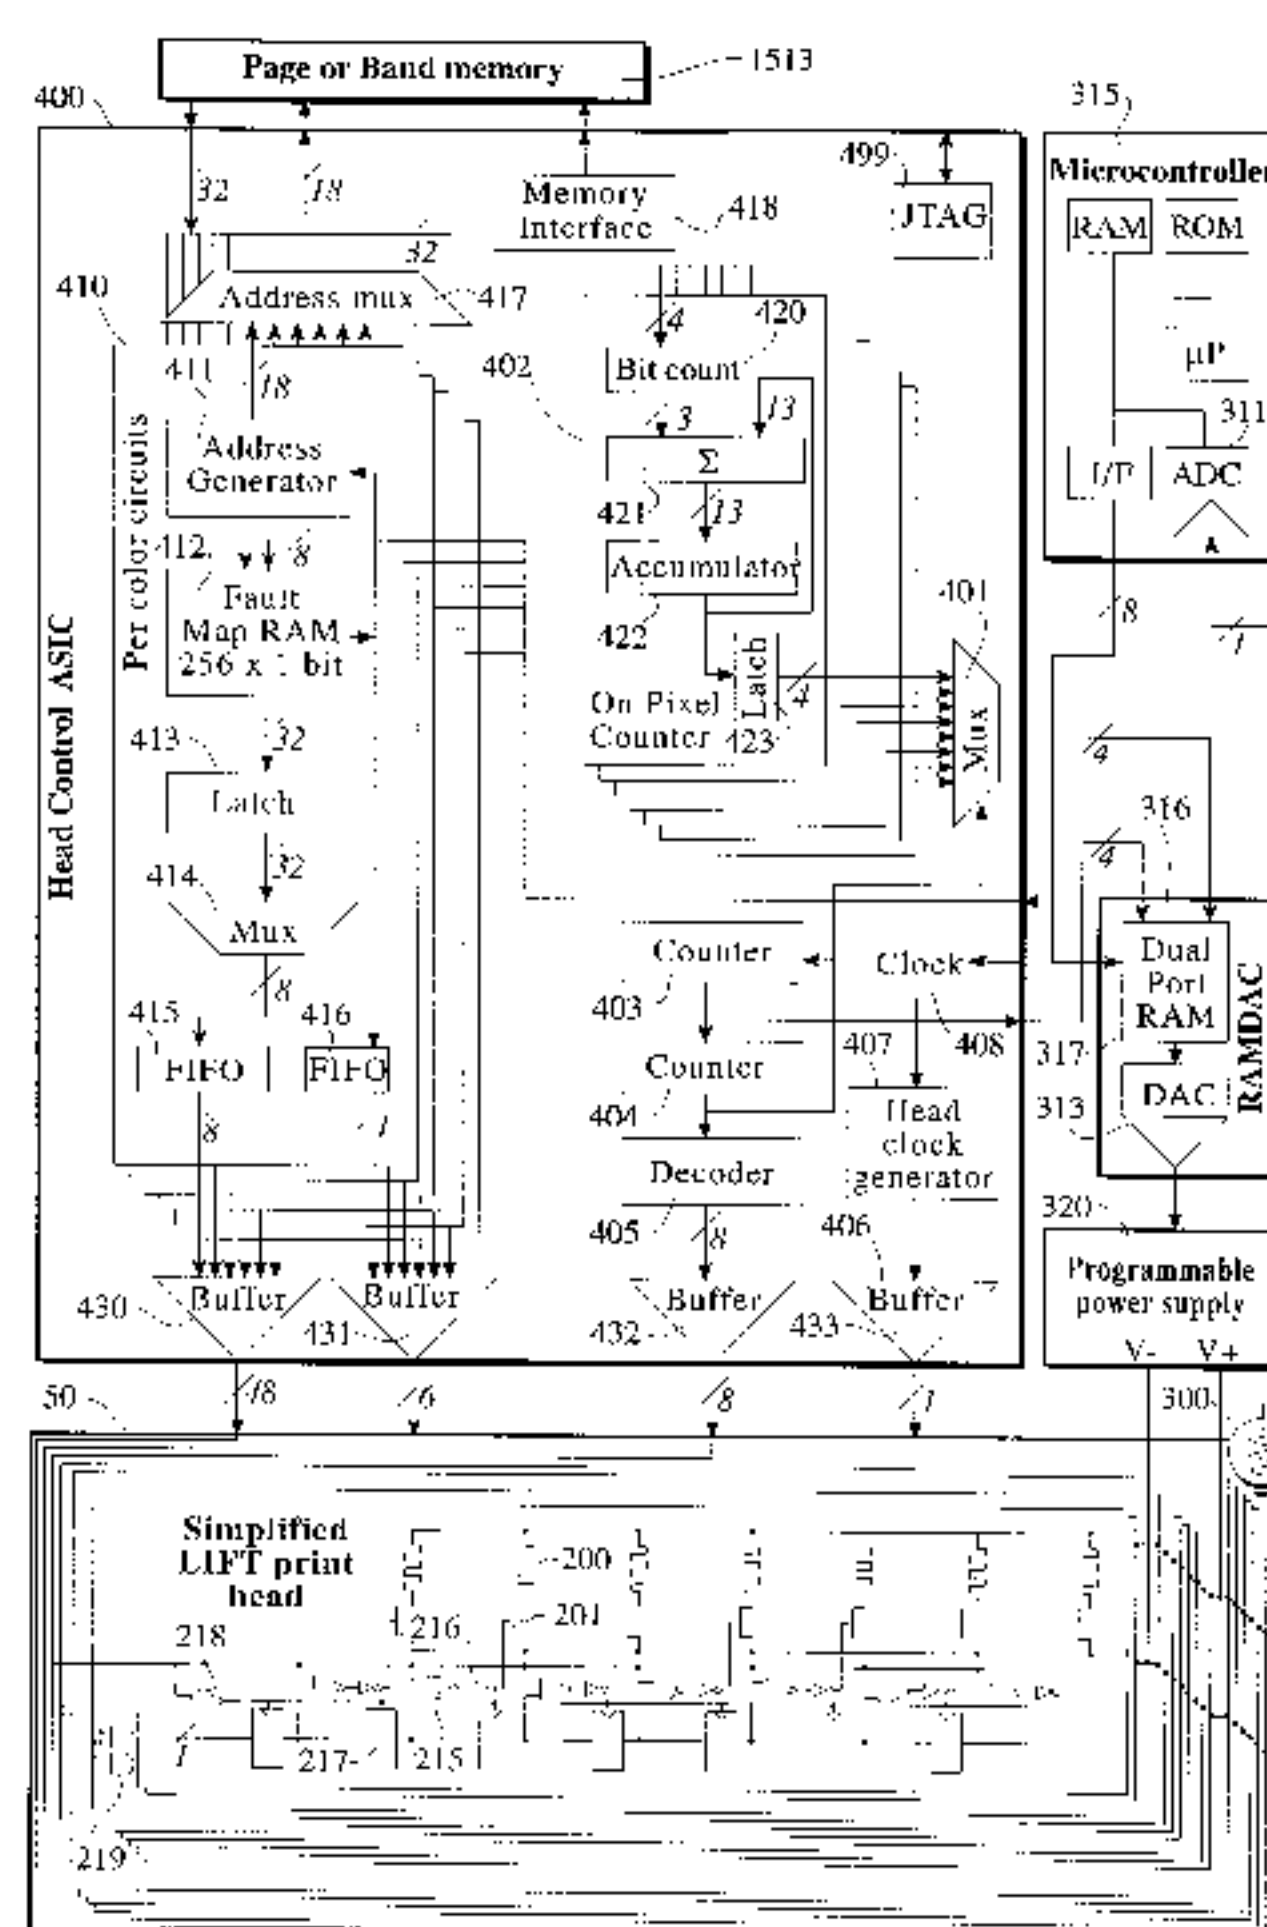 Page or Band memory
1513
400
315
499
Microcontroller
32
18
Memory
Interface
418
JTAG
RAM
ROM
32
410
Address mux
417
4
420
μP
411
18
402
Bit count
13
3
311
Per color circuits
Address
Generator
Σ
I/F
ADC
421
13
412
8
Accumulator
Fault
Map RAM
256 x 1 bit
401
8
422
1
Head Control ASIC
Latch
4
On Pixel
Counter
423
Mux
413
32
4
Latch
316
4
414
32
Mux
Counter
Clock
Dual
Port
RAM
8
403
415
416
407
408
317
RAMDAC
FIFO
FIFO
Counter
DAC
404
313
8
1
Head
clock
generator
Decoder
405
8
406
320
Buffer
Buffer
Buffer
Buffer
Programmable
power supply
430
431
432
433
V-
V+
50
18
6
8
1
300
Simplified
LIFT print
head
200
201
216
218
1
217
215
219